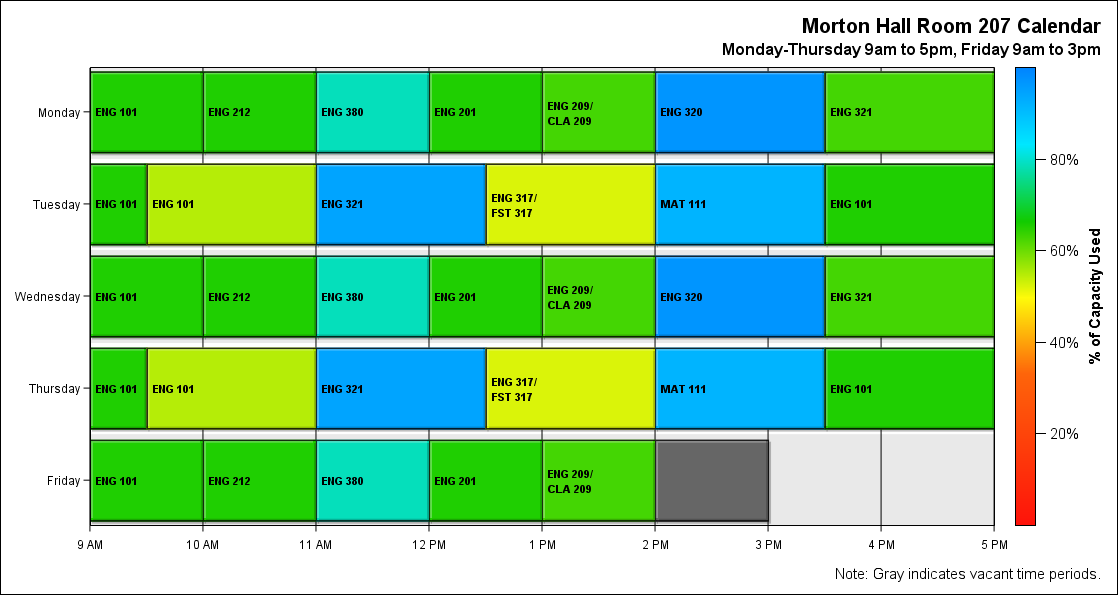 Morton Hall Room 207 Calendar
Monday-Thursday 9am to 5pm, Friday 9am to 3pm
Monday
ENG 101
ENG 212
ENG 380
ENG 201
ENG 209/
CLA 209
ENG 320
ENG 321
Tuesday
ENG 101
ENG 101
ENG 321
ENG 317/
FST 317
MAT 111
ENG 101
Wednesday
ENG 101
ENG 212
ENG 380
ENG 201
ENG 209/
CLA 209
ENG 320
ENG 321
Thursday
ENG 101
ENG 101
ENG 321
ENG 317/
FST 317
MAT 111
ENG 101
Friday
ENG 101
ENG 212
ENG 380
ENG 201
ENG 209/
CLA 209
9 AM
10 AM
11 AM
12 PM
1 PM
2 PM
3 PM
4 PM
5 PM
80%
60%
40%
20%
% of Capacity Used
Note: Gray indicates vacant time periods.